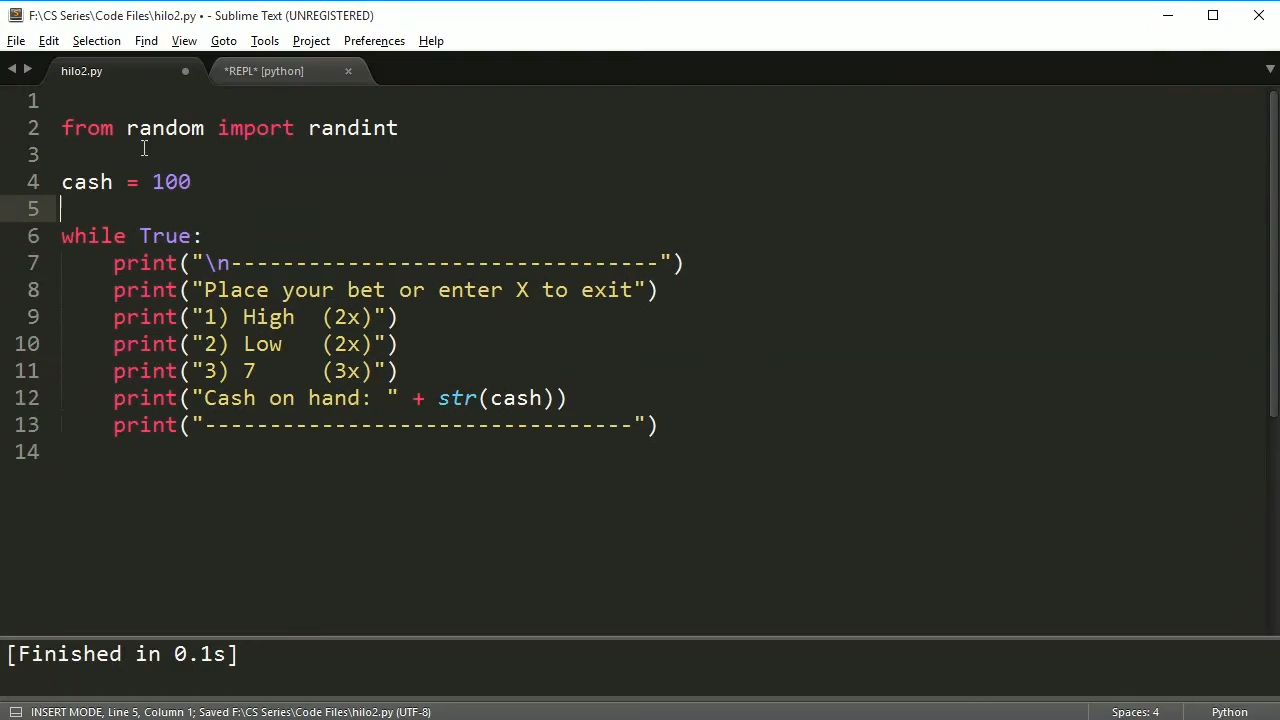 F:\CS Series\Code Files\hilo2.py • - Sublime Text (UNREGISTERED)
File Edit Selection Find View Goto Tools Project Preferences Help
hilo2.py *REPL* [python] ×
1
2 from random import randint
3
4 cash = 100
5
6 while True:
7     print("\n---------------------------------")
8     print("Place your bet or enter X to exit")
9     print("1) High  (2x)")
10     print("2) Low   (2x)")
11     print("3) 7     (3x)")
12     print("Cash on hand: " + str(cash))
13     print("---------------------------------")
14
[Finished in 0.1s]
INSERT MODE, Line 5, Column 1; Saved F:\CS Series\Code Files\hilo2.py (UTF-8) Spaces: 4 Python